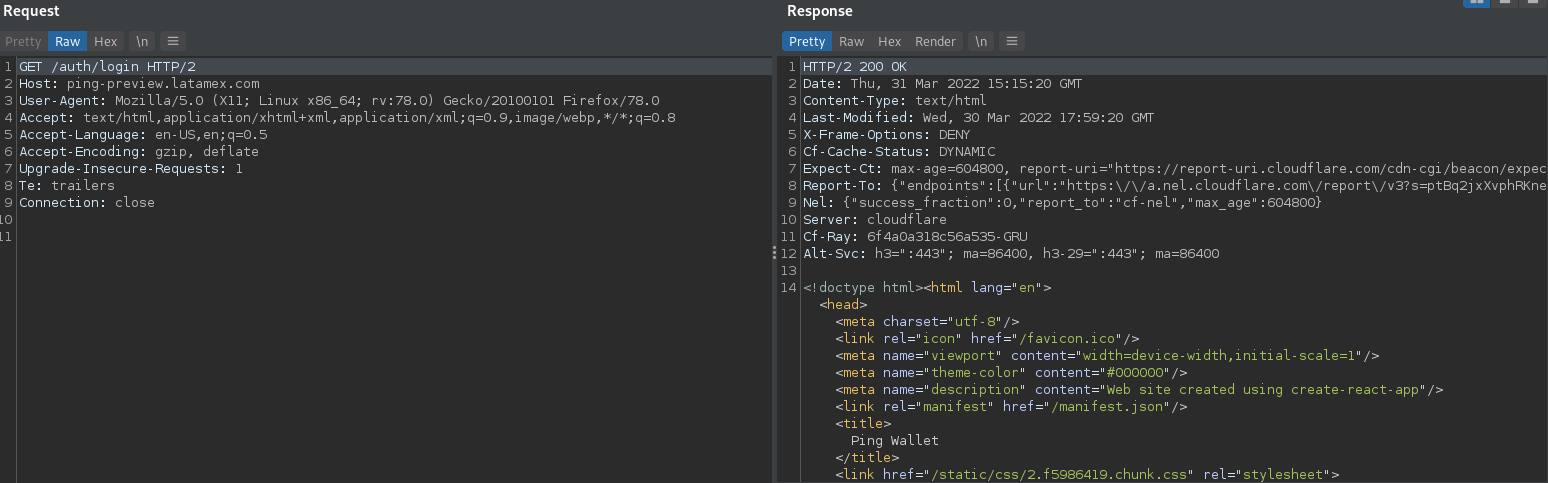 Request
Pretty Raw Hex \n
1 GET /auth/login HTTP/2
2 Host: ping-preview.latamex.com
3 User-Agent: Mozilla/5.0 (X11; Linux x86_64; rv:78.0) Gecko/20100101 Firefox/78.0
4 Accept: text/html,application/xhtml+xml,application/xml;q=0.9,image/webp,*/*;q=0.8
5 Accept-Language: en-US,en;q=0.5
6 Accept-Encoding: gzip, deflate
7 Upgrade-Insecure-Requests: 1
8 Te: trailers
9 Connection: close
10
11
Response
Pretty Raw Hex Render \n
1 HTTP/2 200 OK
2 Date: Thu, 31 Mar 2022 15:15:20 GMT
3 Content-Type: text/html
4 Last-Modified: Wed, 30 Mar 2022 17:59:20 GMT
5 X-Frame-Options: DENY
6 Cf-Cache-Status: DYNAMIC
7 Expect-Ct: max-age=604800, report-uri="https://report-uri.cloudflare.com/cdn-cgi/beacon/expec
8 Report-To: {"endpoints":[{"url":"https:\/\/a.nel.cloudflare.com\/report\/v3?s=ptBq2jxXvphRKne
9 Nel: {"success_fraction":0,"report_to":"cf-nel","max_age":604800}
10 Server: cloudflare
11 Cf-Ray: 6f4a0a318c56a535-GRU
12 Alt-Svc: h3=":443"; ma=86400, h3-29=":443"; ma=86400
13
14 <!doctype html><html lang="en">
<head>
<meta charset="utf-8"/>
<link rel="icon" href="/favicon.ico"/>
<meta name="viewport" content="width=device-width,initial-scale=1"/>
<meta name="theme-color" content="#000000"/>
<meta name="description" content="Web site created using create-react-app"/>
<link rel="manifest" href="/manifest.json"/>
<title>
Ping Wallet
</title>
<link href="/static/css/2.f5986419.chunk.css" rel="stylesheet">